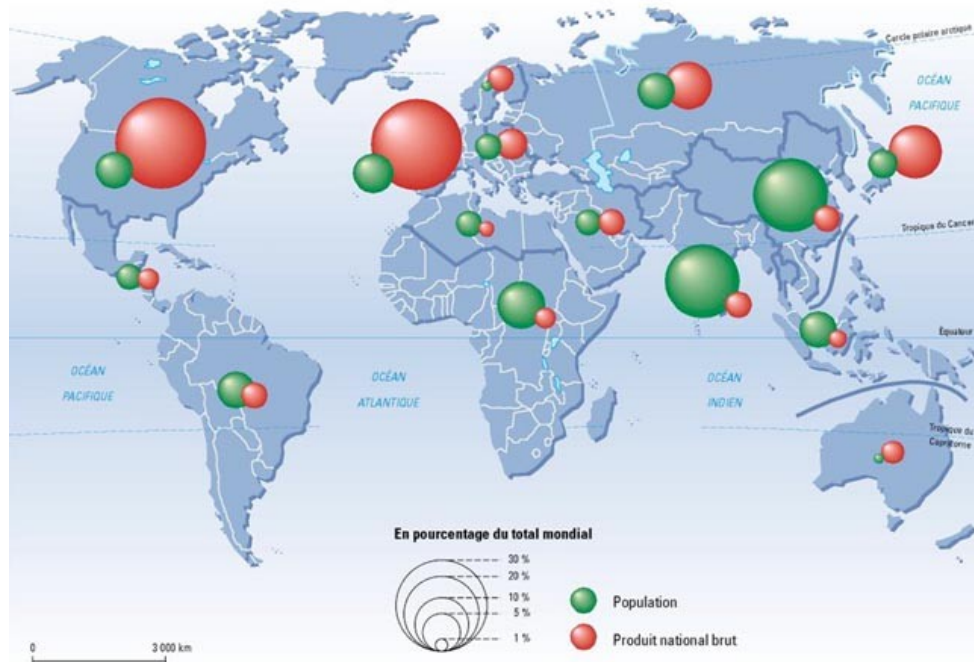 Cercle polaire arctique
OCÉAN
PACIFIQUE
Tropique du Cancer
Équateur
OCÉAN
PACIFIQUE
OCÉAN
ATLANTIQUE
OCÉAN
INDIEN
Tropique du
Capricorne
En pourcentage du total mondial
30 %
20 %
10 %
5 %
1 %
Population
Produit national brut
0
3 000 km